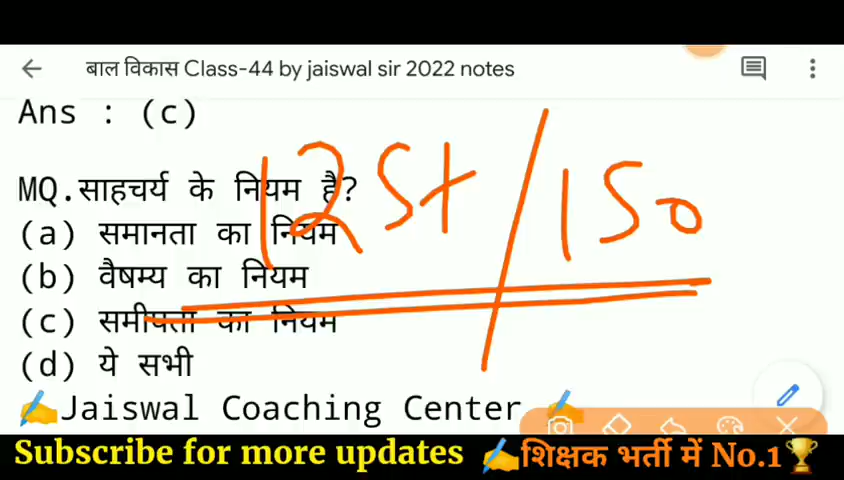 बाल विकास Class-44 by jaiswal sir 2022 notes
Ans : (c)
MQ.साहचर्य के नियम है?
(a) समानता का नियम
(b) वैषम्य का नियम
(c) समीपता का नियम
(d) ये सभी
125+/150
✍️Jaiswal Coaching Center ✍️
Subscribe for more updates ✍️शिक्षक भर्ती में No.1🏆